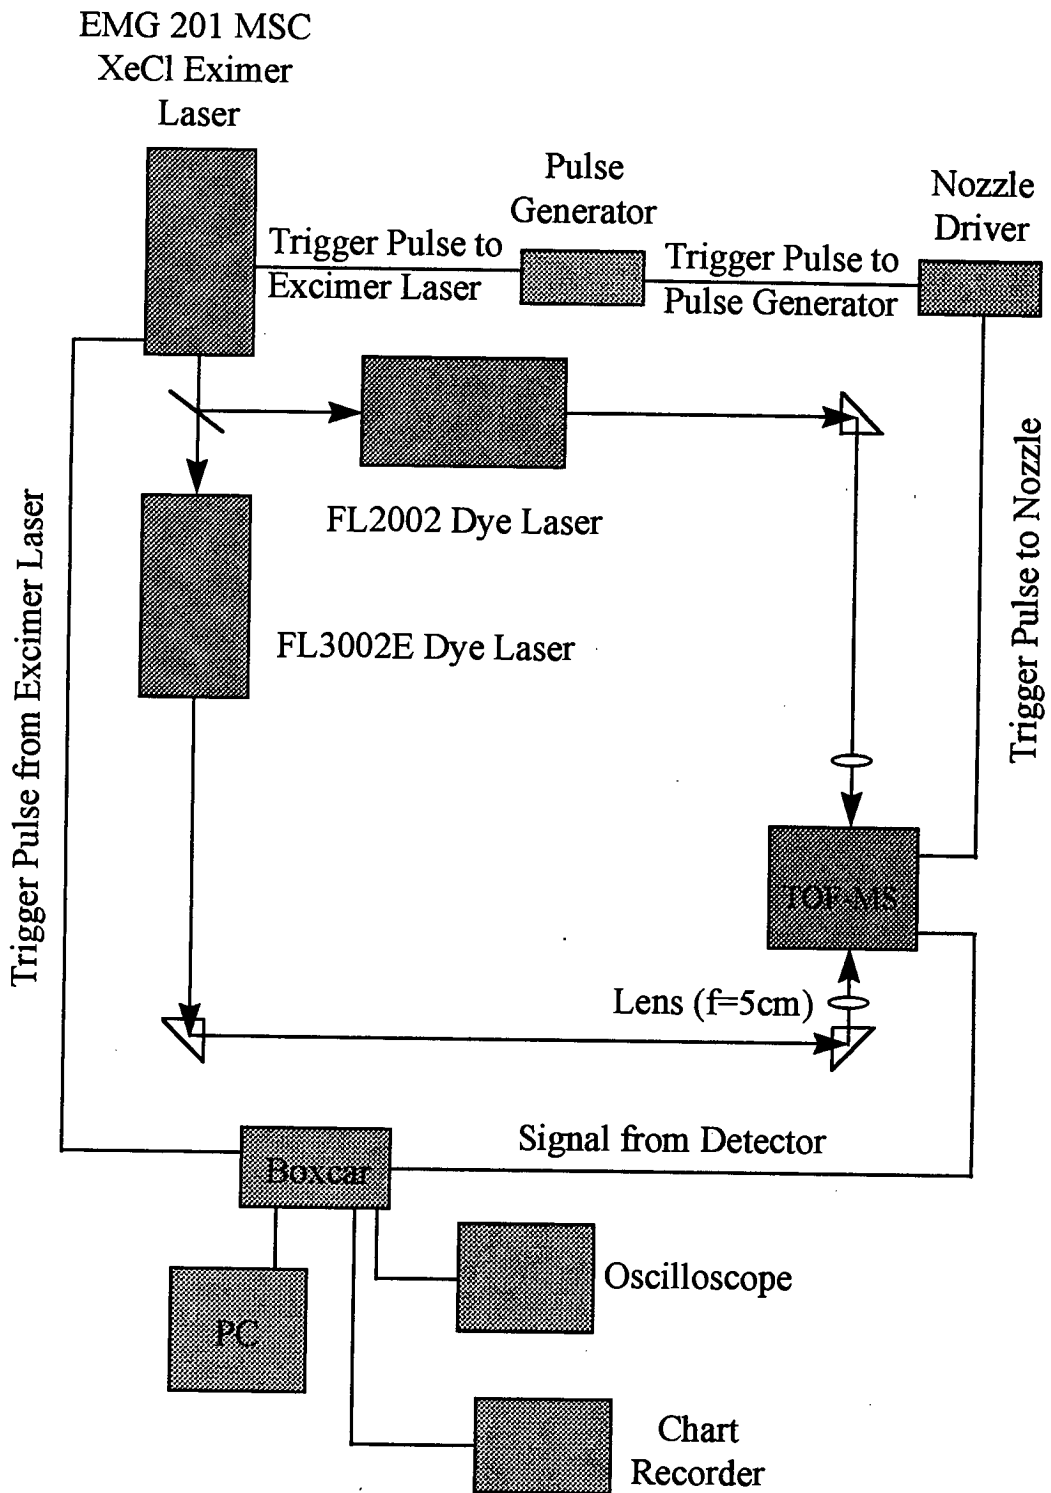 EMG 201 MSC
XeCl Eximer
Laser
Pulse
Generator
Nozzle
Driver
Trigger Pulse to
Excimer Laser
Trigger Pulse to
Pulse Generator
FL2002 Dye Laser
FL3002E Dye Laser
Trigger Pulse from Excimer Laser
Trigger Pulse to Nozzle
TOF-MS
Lens (f=5cm)
Signal from Detector
Boxcar
Oscilloscope
PC
Chart
Recorder